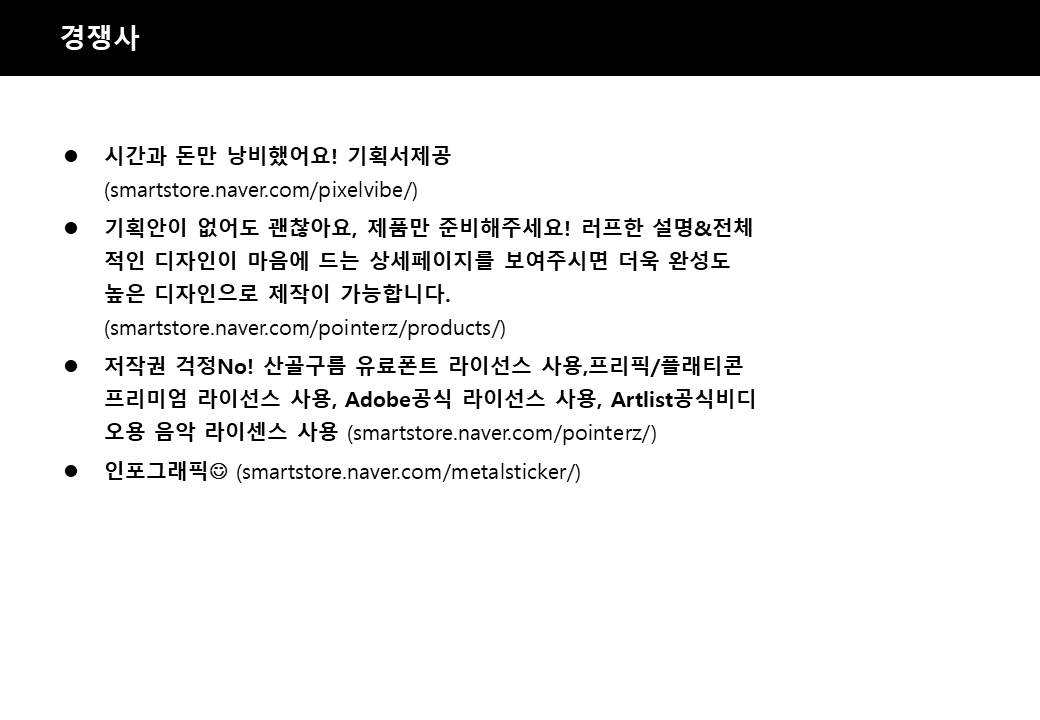 경쟁사
● 시간과 돈만 낭비했어요! 기획서제공
(smartstore.naver.com/pixelvibe/)
● 기획안이 없어도 괜찮아요, 제품만 준비해주세요! 러프한 설명&전체
적인 디자인이 마음에 드는 상세페이지를 보여주시면 더욱 완성도
높은 디자인으로 제작이 가능합니다.
(smartstore.naver.com/pointerz/products/)
● 저작권 걱정No! 산골구름 유료폰트 라이선스 사용,프리픽/플래티콘
프리미엄 라이선스 사용, Adobe공식 라이선스 사용, Artlist공식비디
오용 음악 라이센스 사용 (smartstore.naver.com/pointerz/)
● 인포그래픽☺ (smartstore.naver.com/metalsticker/)